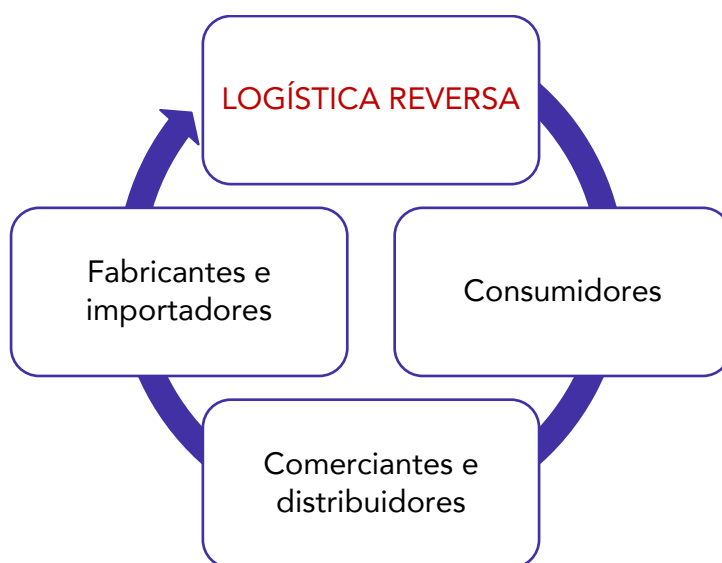 LOGÍSTICA REVERSA
Fabricantes e
importadores
Consumidores
Comerciantes e
distribuidores